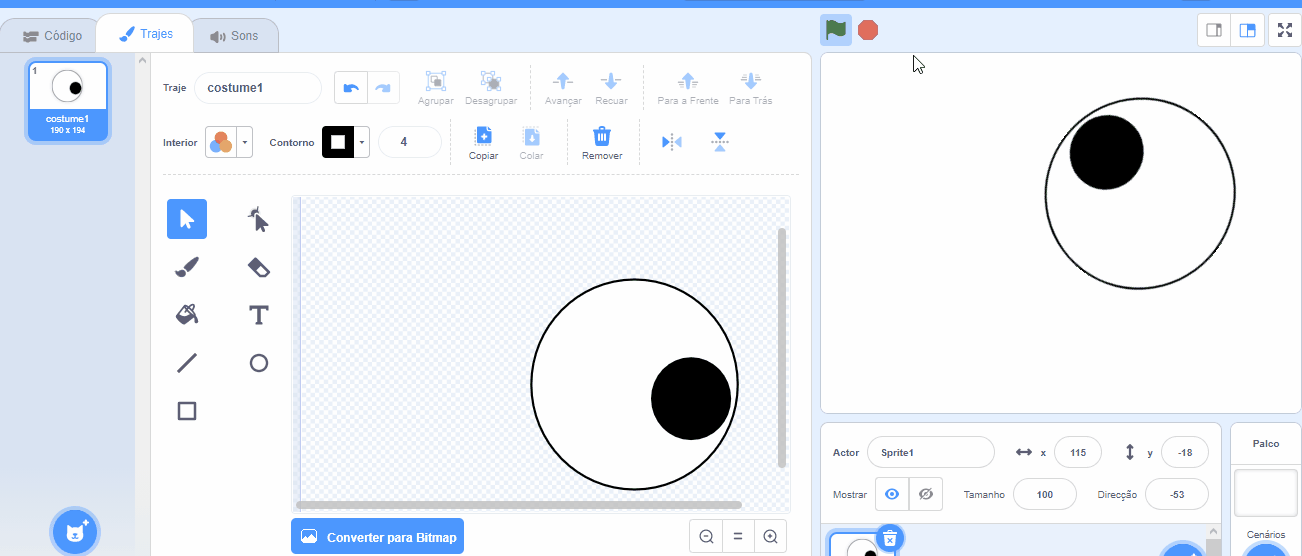 Código Trajes Sons
1
costume1
190 x 194
Traje costume1
Agrupar Desagrupar Avançar Recuar Para a Frente Para Trás
Interior Contorno 4 Copiar Colar Remover
T
Converter para Bitmap
Actor Sprite1 x 115 y -18
Mostrar Tamanho 100 Direcção -53
Palco
Cenários